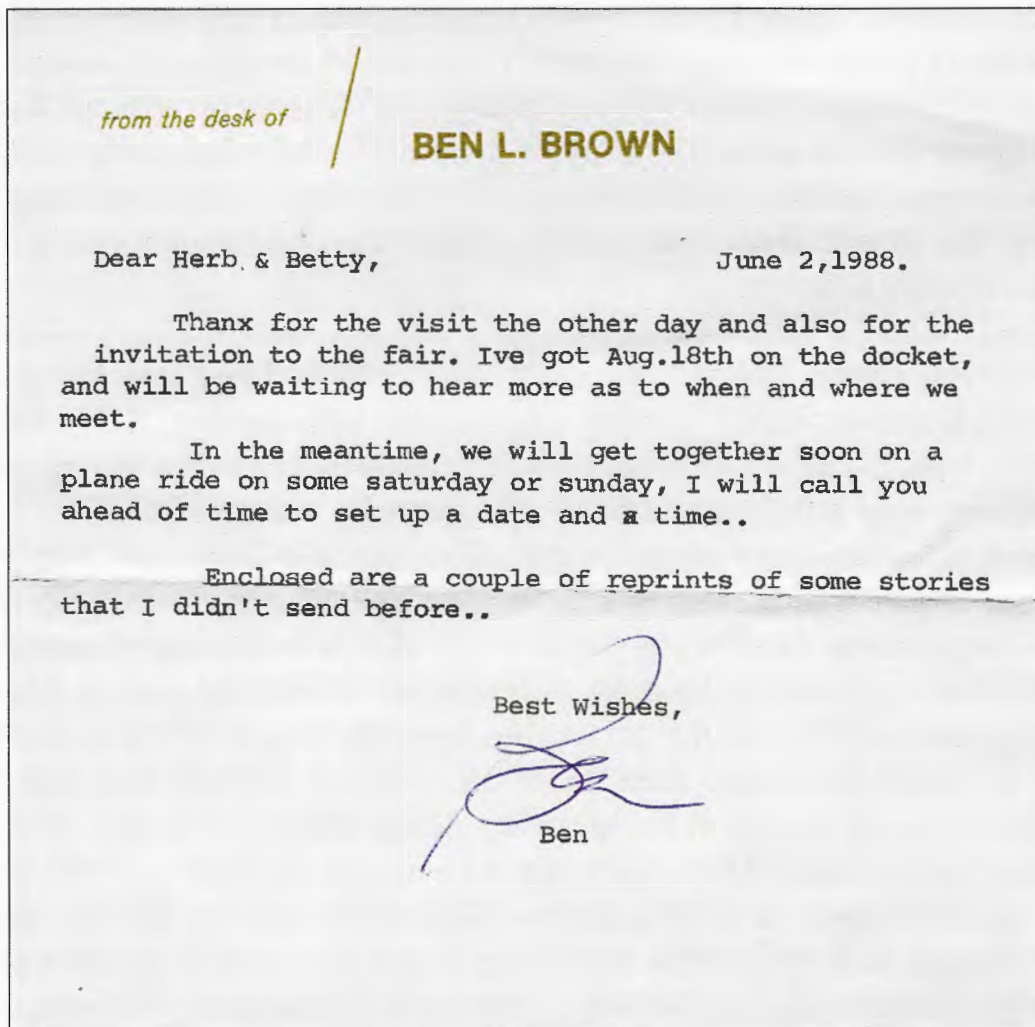 from the desk of
BEN L. BROWN
Dear Herb & Betty, June 2,1988.
Thanx for the visit the other day and also for the
invitation to the fair. Ive got Aug.18th on the docket,
and will be waiting to hear more as to when and where we
meet.
In the meantime, we will get together soon on a
plane ride on some saturday or sunday, I will call you
ahead of time to set up a date and a time..
Enclosed are a couple of reprints of some stories
that I didn't send before..
Best Wishes,
Ben
Ben